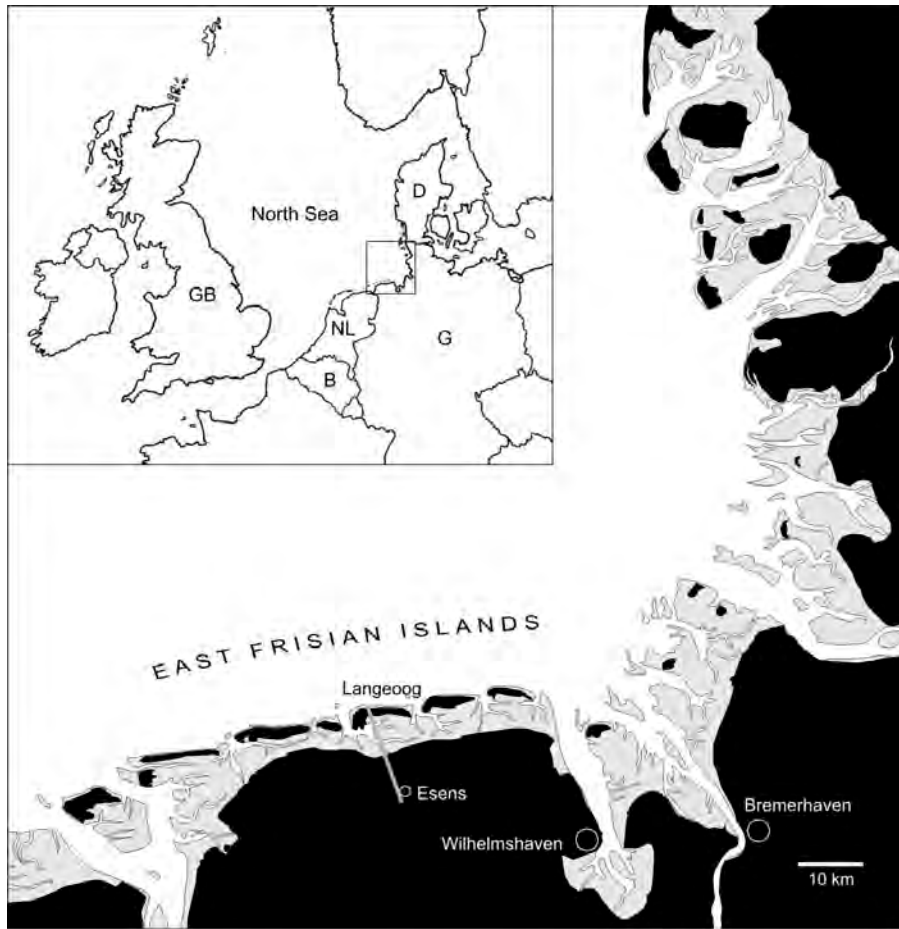 North Sea
D
GB
NL
G
B
EAST FRISIAN ISLANDS
Langeoog
Esens
Wilhelmshaven
Bremerhaven
10 km